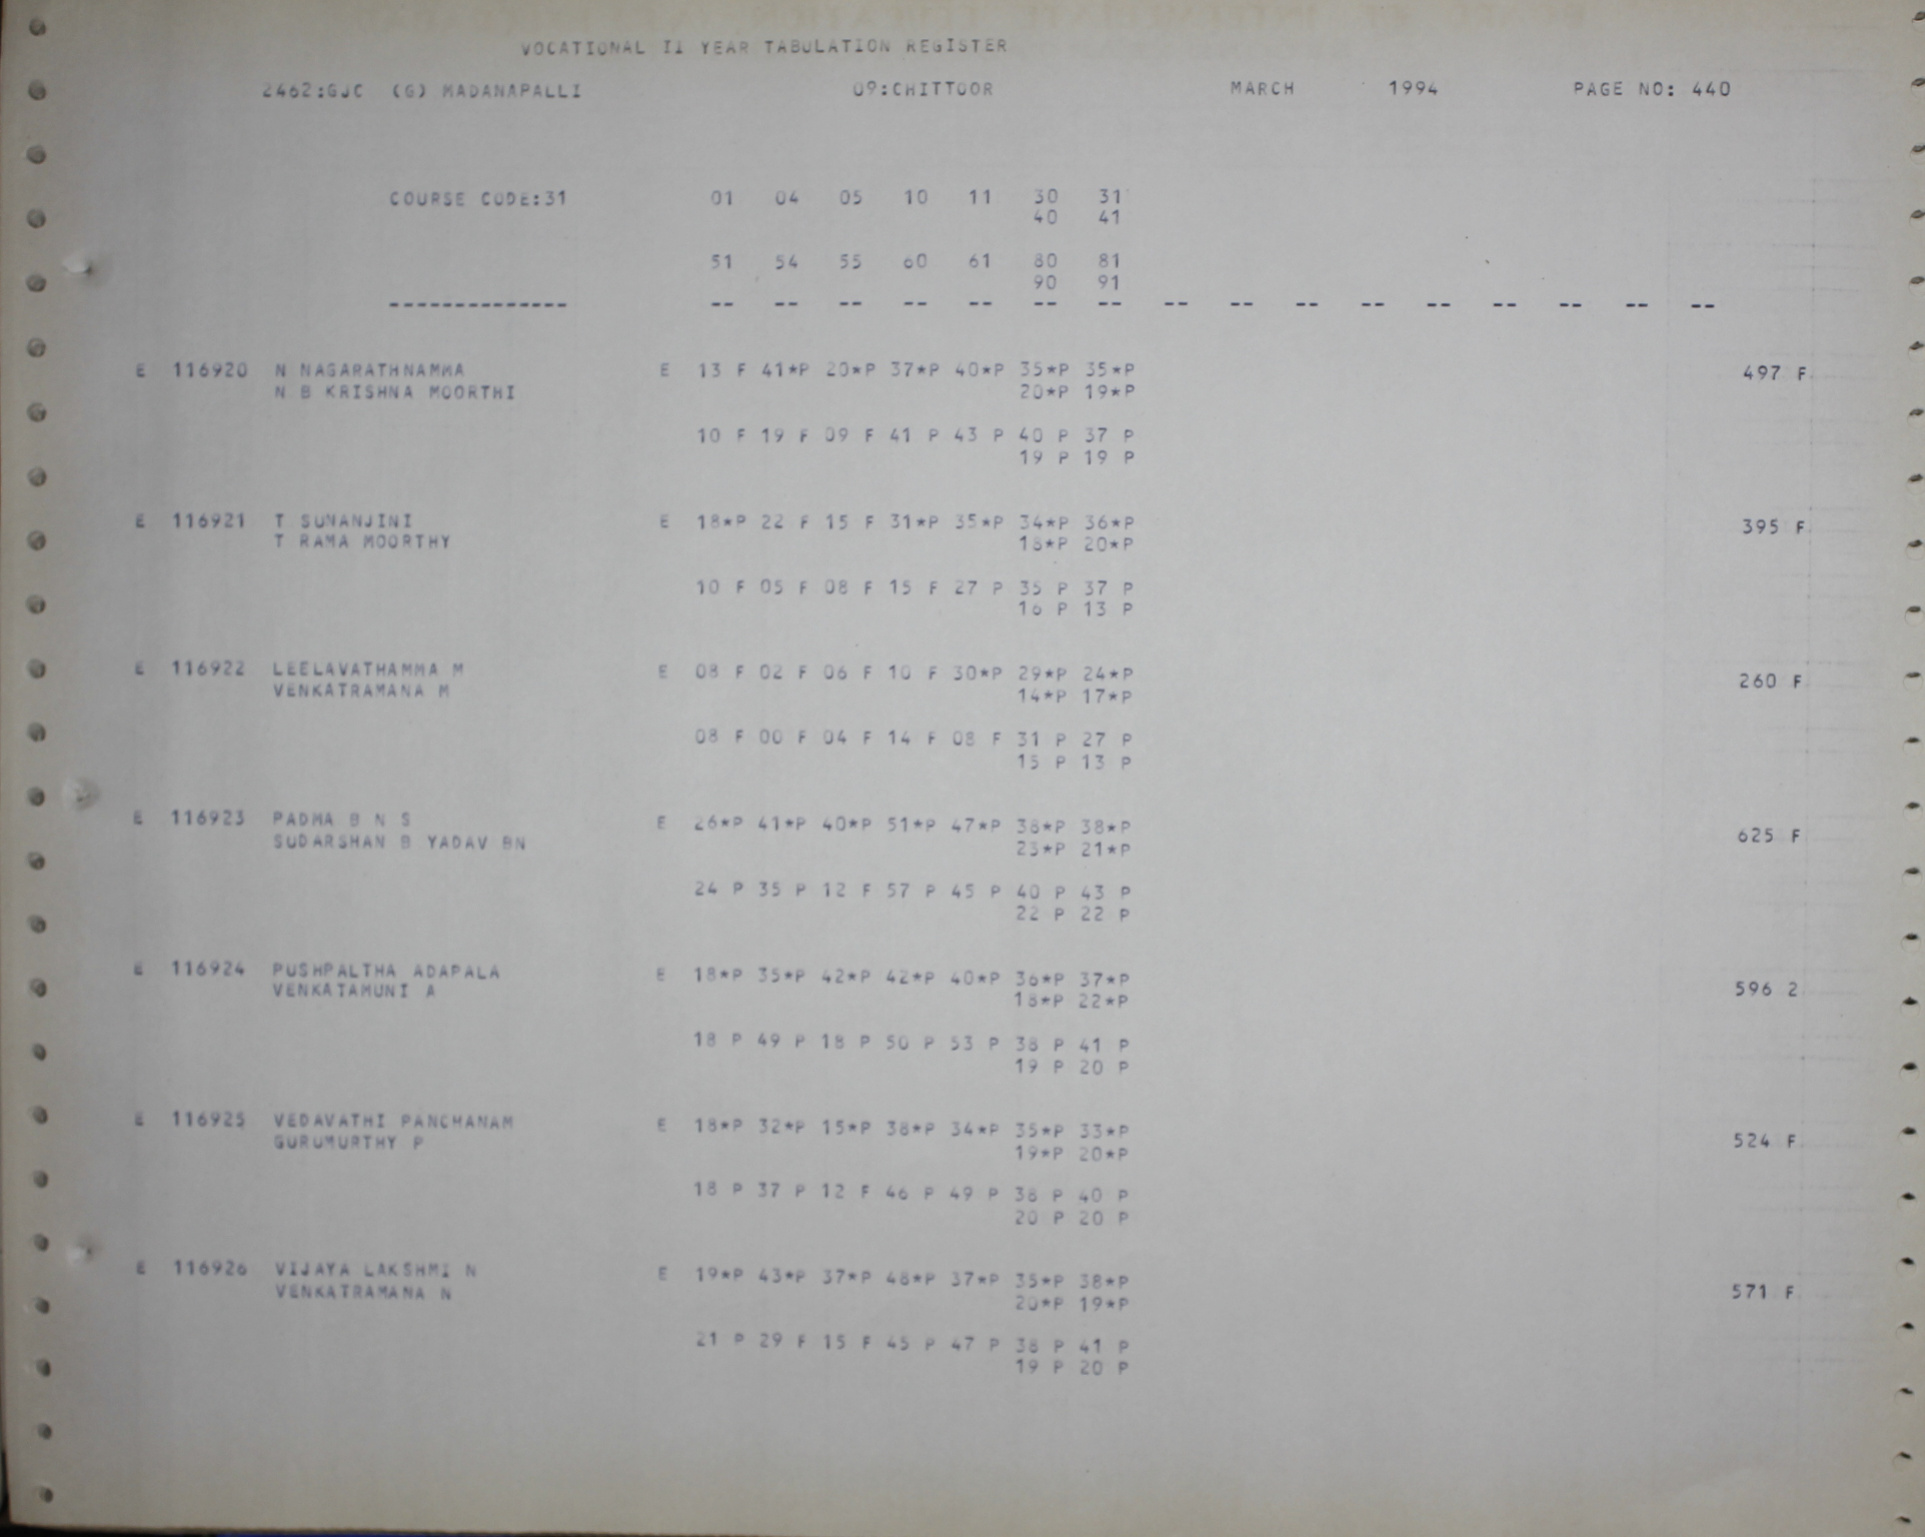 VOCATIONAL II YEAR TABULATION REGISTER
2462:GJC (G) MADANAPALLI 09:CHITTOOR MARCH 1994 PAGE NO: 440
COURSE CODE:31 01 04 05 10 11 30 31
40 41
51 54 55 60 61 80 81
90 91
-------------- -- -- -- -- -- -- -- -- -- -- -- -- -- -- -- --
E 116920 N NAGARATHNAMMA E 13 F 41*P 20*P 37*P 40*P 35*P 35*P 497 F
N B KRISHNA MOORTHI 20*P 19*P
10 F 19 F 09 F 41 P 43 P 40 P 37 P
19 P 19 P
E 116921 T SUNANJINI E 18*P 22 F 15 F 31*P 35*P 34*P 36*P 395 F
T RAMA MOORTHY 18*P 20*P
10 F 05 F 08 F 15 F 27 P 35 P 37 P
16 P 13 P
E 116922 LEELAVATHAMMA M E 08 F 02 F 06 F 10 F 30*P 29*P 24*P 260 F
VENKATRAMANA M 14*P 17*P
08 F 00 F 04 F 14 F 08 F 31 P 27 P
15 P 13 P
E 116923 PADMA B N S E 26*P 41*P 40*P 51*P 47*P 38*P 38*P 625 F
SUDARSHAN B YADAV BN 25*P 21*P
24 P 35 P 12 F 57 P 45 P 40 P 43 P
22 P 22 P
E 116924 PUSHPALTHA ADAPALA E 18*P 35*P 42*P 42*P 40*P 36*P 37*P 596 2
VENKATAMUNI A 18*P 22*P
18 P 49 P 18 P 50 P 53 P 38 P 41 P
19 P 20 P
E 116925 VEDAVATHI PANCHANAM E 18*P 32*P 15*P 38*P 34*P 35*P 33*P 524 F
GURUMURTHY P 19*P 20*P
18 P 37 P 12 F 46 P 49 P 38 P 40 P
20 P 20 P
E 116926 VIJAYA LAKSHMI N E 19*P 43*P 37*P 48*P 37*P 35*P 38*P 571 F
VENKATRAMANA N 20*P 19*P
21 P 29 F 15 F 45 P 47 P 38 P 41 P
19 P 20 P